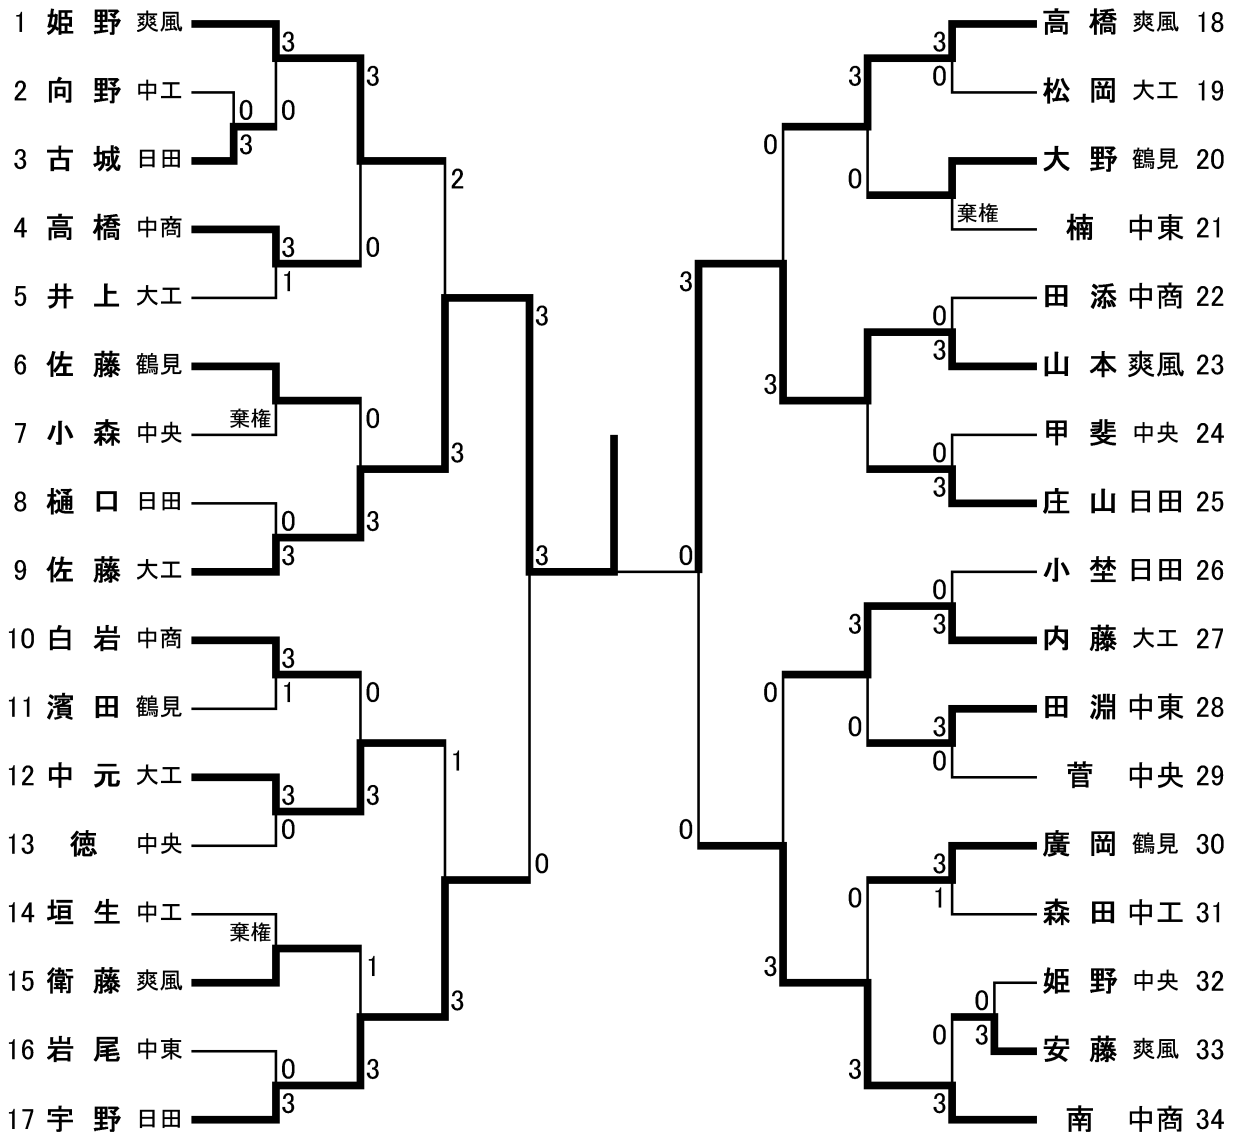 1 姫野 爽風
2 向野 中工
3 古城 日田
4 高橋 中商
5 井上 大工
6 佐藤 鶴見
7 小森 中央
8 樋口 日田
9 佐藤 大工
10 白岩 中商
11 濱田 鶴見
12 中元 大工
13 徳 中央
14 垣生 中工
15 衛藤 爽風
16 岩尾 中東
17 宇野 日田
3
0
0
3
3
3
1
0
2
棄権
0
0
3
3
3
3
3
1
0
3
0
3
1
棄権
1
0
3
3
3
0
3
0
3
0
3
0
3
0
0
棄権
3
0
3
0
3
0
0
3
3
0
3
0
0
3
1
0
0
3
0
3
3
高橋 爽風 18
松岡 大工 19
大野 鶴見 20
楠 中東 21
田添 中商 22
山本 爽風 23
甲斐 中央 24
庄山 日田 25
小埜 日田 26
内藤 大工 27
田淵 中東 28
菅 中央 29
廣岡 鶴見 30
森田 中工 31
姫野 中央 32
安藤 爽風 33
南 中商 34